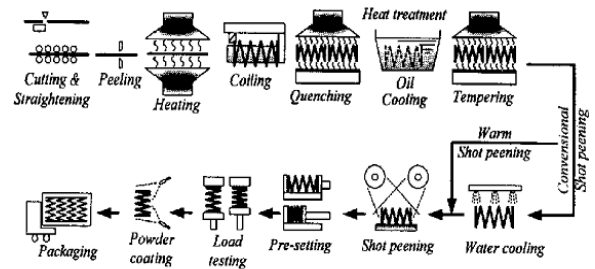 Heat treatment
Cutting &
Straightening
Peeling
Heating
Coiling
Quenching
Oil
Cooling
Tempering
Warm
Shot peening
Conventional
Shot peening
Packaging
Powder
coating
Load
testing
Pre-setting
Shot peening
Water cooling